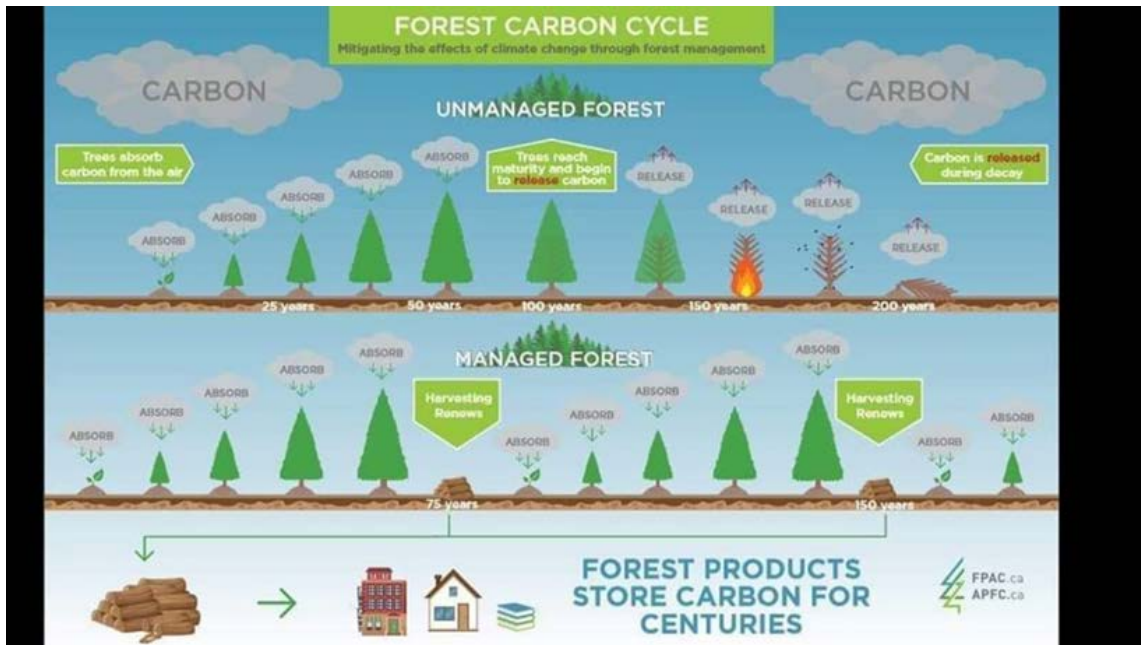 FOREST CARBON CYCLE
Mitigating the effects of climate change through forest management
CARBON
CARBON
UNMANAGED FOREST
Trees absorb
carbon from the air
ABSORB
ABSORB
ABSORB
ABSORB
ABSORB
Trees reach
maturity and begin
to release carbon
RELEASE
RELEASE
RELEASE
RELEASE
Carbon is released
during decay
25 years
50 years
100 years
150 years
200 years
MANAGED FOREST
ABSORB
ABSORB
ABSORB
ABSORB
ABSORB
Harvesting
Renews
ABSORB
ABSORB
ABSORB
ABSORB
ABSORB
Harvesting
Renews
ABSORB
ABSORB
75 years
150 years
FOREST PRODUCTS
STORE CARBON FOR
CENTURIES
FPAC.ca
APFC.ca